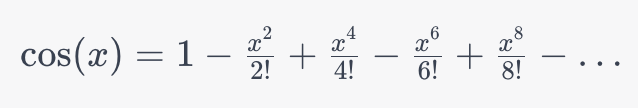 cos(x) = 1 − x²/2! + x⁴/4! − x⁶/6! + x⁸/8! − …